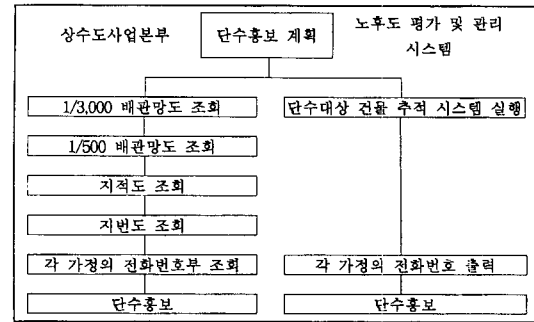 상수도사업본부
단수홍보 계획
노후도 평가 및 관리
시스템
1/3,000 배관망도 조회
단수대상 건물 추적 시스템 실행
1/500 배관망도 조회
지적도 조회
지번도 조회
각 가정의 전화번호부 조회
각 가정의 전화번호 출력
단수홍보
단수홍보